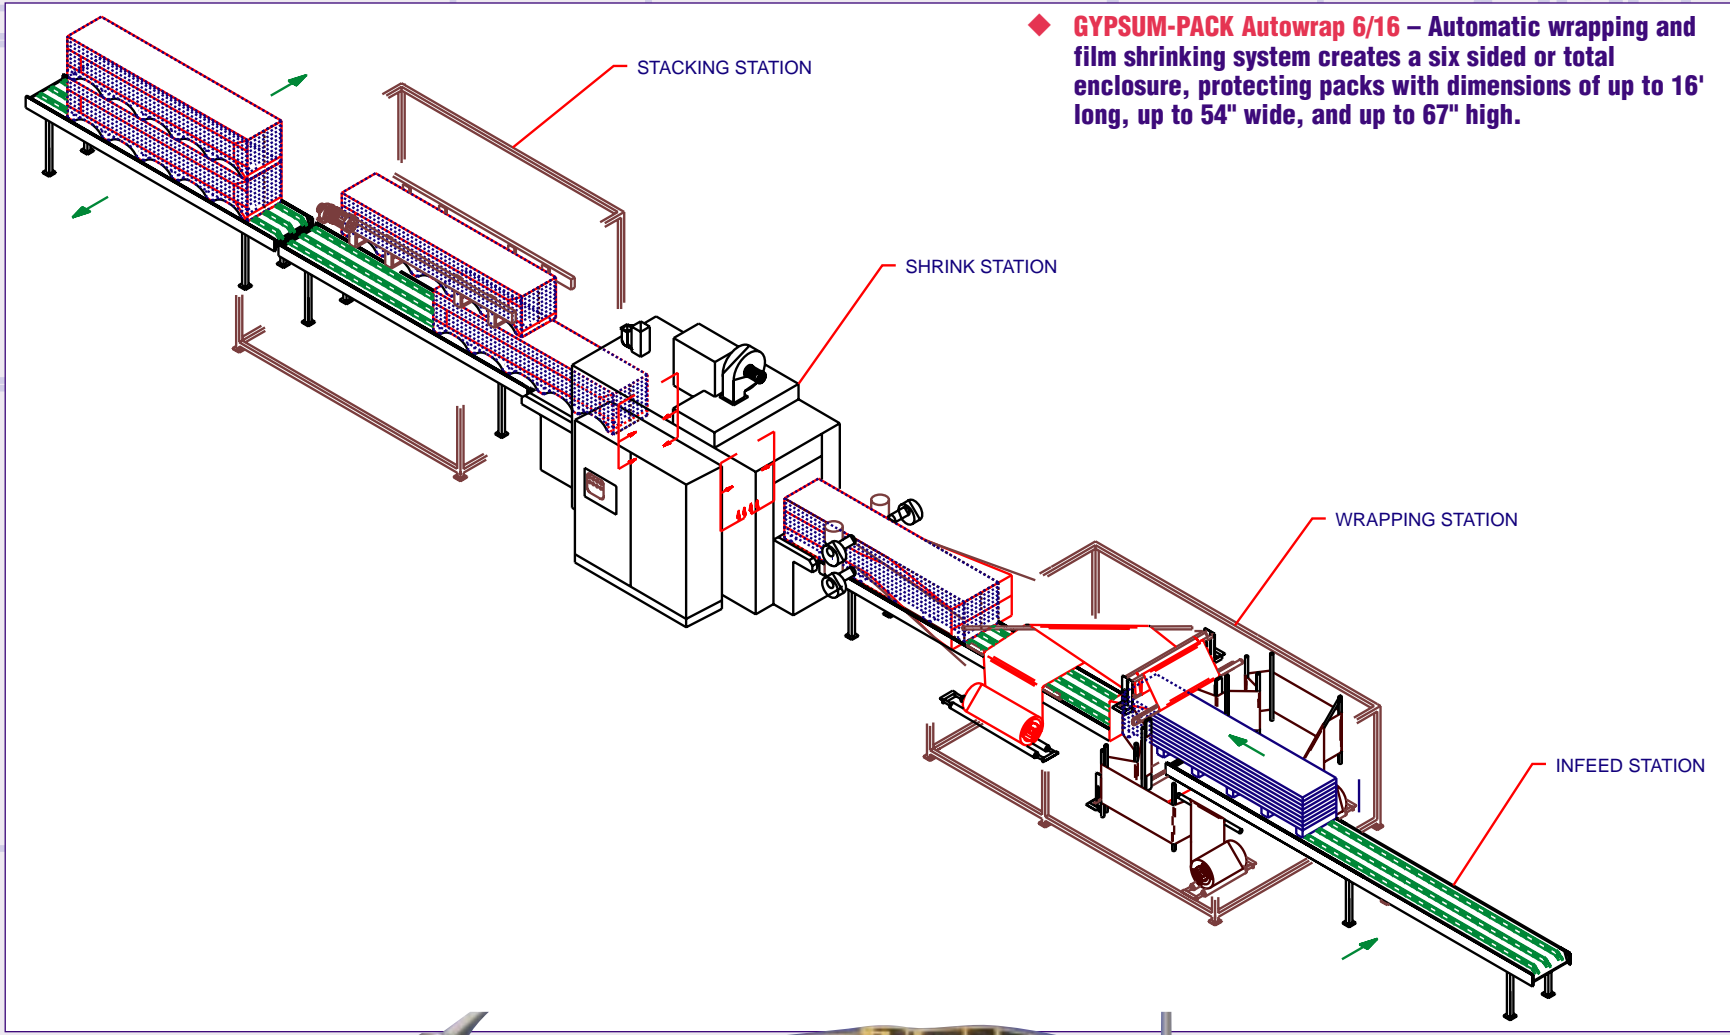 GYPSUM-PACK Autowrap 6/16 – Automatic wrapping and
film shrinking system creates a six sided or total
enclosure, protecting packs with dimensions of up to 16'
long, up to 54" wide, and up to 67" high.
STACKING STATION
SHRINK STATION
WRAPPING STATION
INFEED STATION